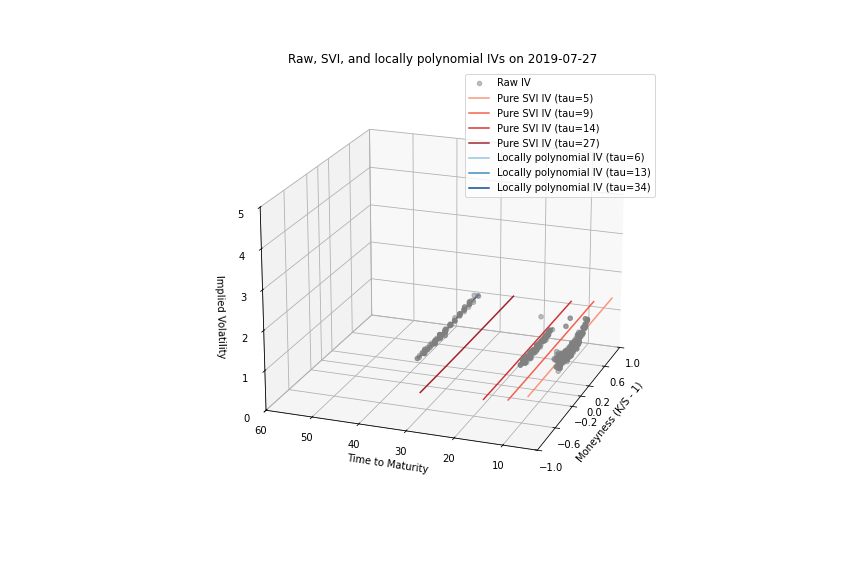 Raw, SVI, and locally polynomial IVs on 2019-07-27
Raw IV
Pure SVI IV (tau=5)
Pure SVI IV (tau=9)
Pure SVI IV (tau=14)
Pure SVI IV (tau=27)
Locally polynomial IV (tau=6)
Locally polynomial IV (tau=13)
Locally polynomial IV (tau=34)
5
4
3
2
1
0
Implied Volatility
60
50
40
30
20
10
Time to Maturity
1.0
0.6
0.2
0.0
−0.2
−0.6
−1.0
Moneyness (K/S - 1)